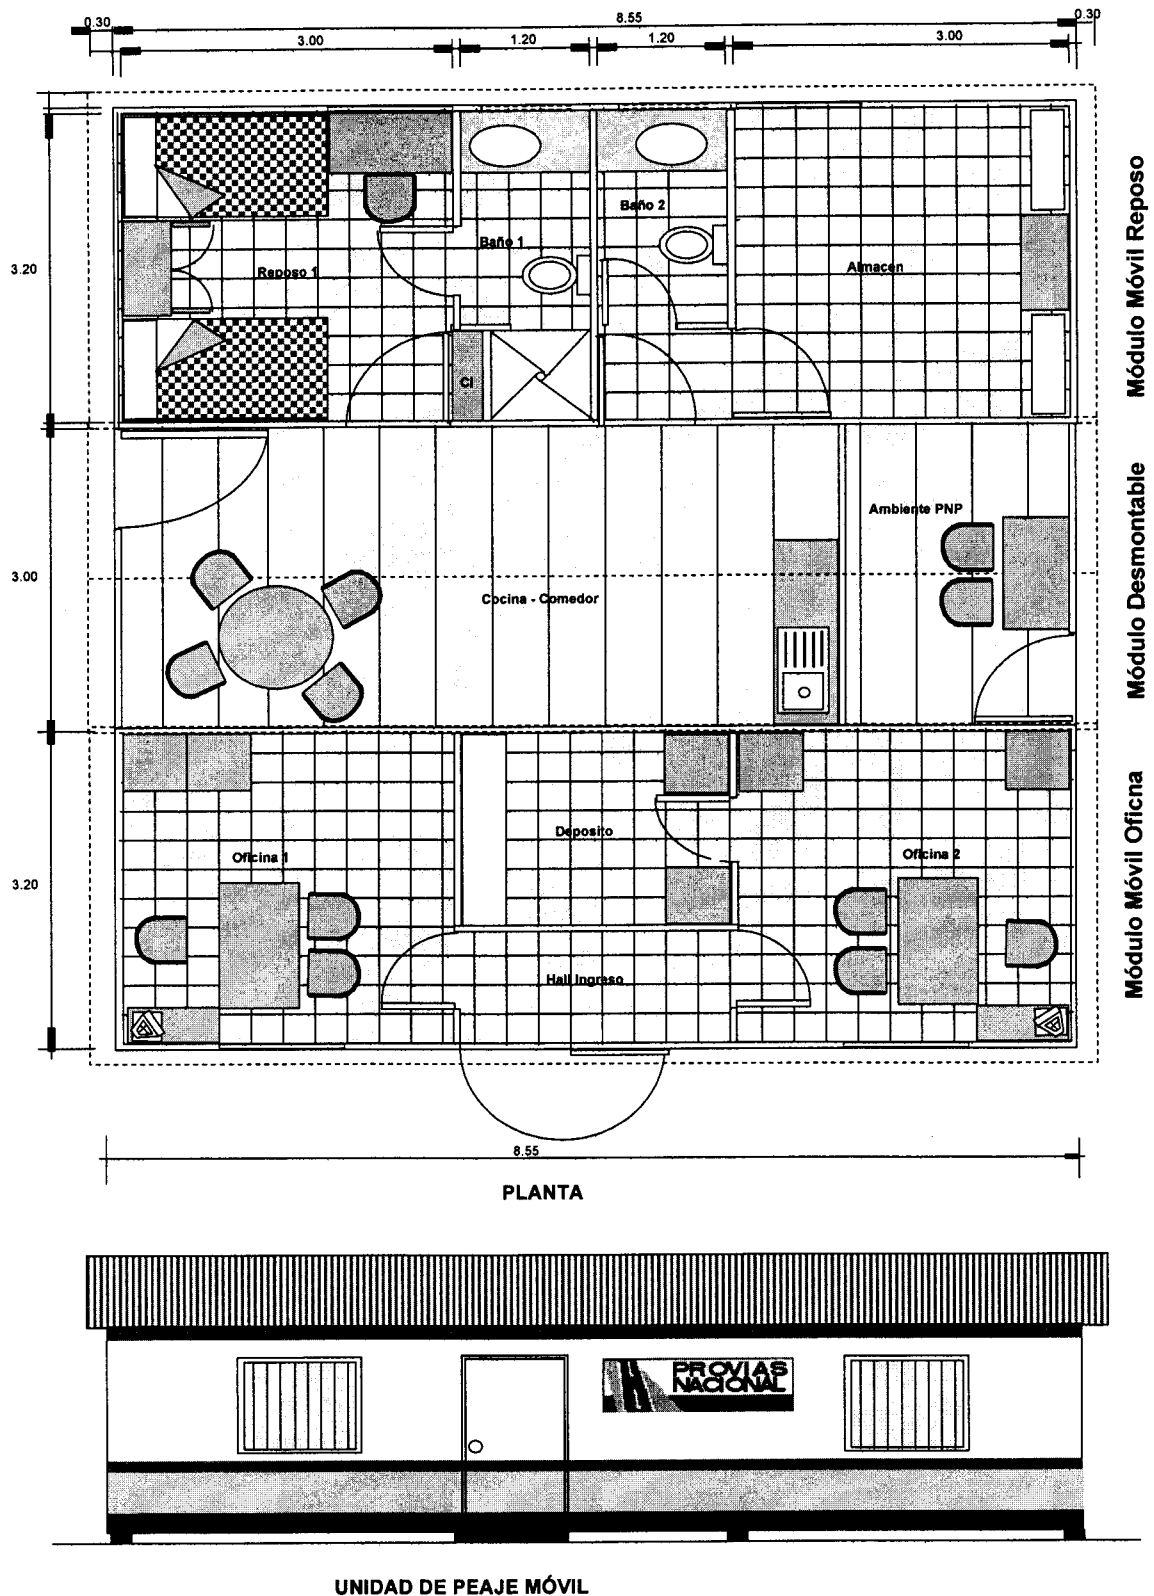 0.30
8.55
0.30
3.00
1.20
1.20
3.00
3.20
Baño 2
Baño 1
Reposo 1
Almacen
Cl
Módulo Móvil Reposo
Ambiente PNP
3.00
Cocina - Comedor
Módulo Desmontable
Deposito
Oficina 1
Oficina 2
3.20
Hall Ingreso
Módulo Móvil Oficna
8.55
PLANTA
PROVIAS
NACIONAL
UNIDAD DE PEAJE MÓVIL